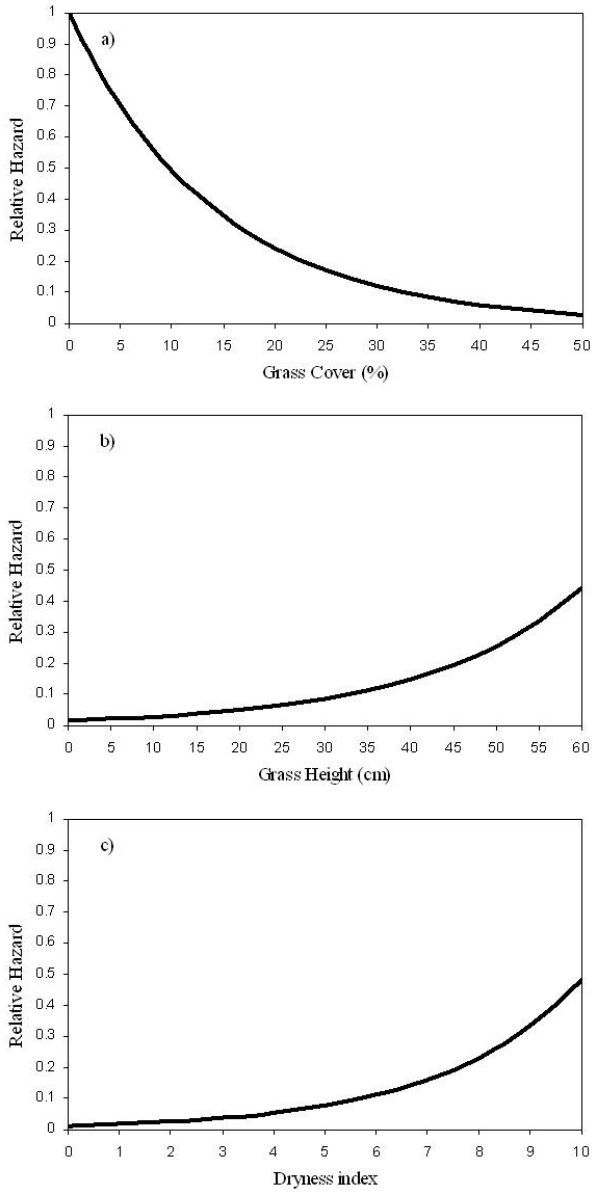 a)
Relative Hazard
1
0.9
0.8
0.7
0.6
0.5
0.4
0.3
0.2
0.1
0
0 5 10 15 20 25 30 35 40 45 50
Grass Cover (%)
b)
Relative Hazard
1
0.9
0.8
0.7
0.6
0.5
0.4
0.3
0.2
0.1
0
0 5 10 15 20 25 30 35 40 45 50 55 60
Grass Height (cm)
c)
Relative Hazard
1
0.9
0.8
0.7
0.6
0.5
0.4
0.3
0.2
0.1
0
0 1 2 3 4 5 6 7 8 9 10
Dryness index